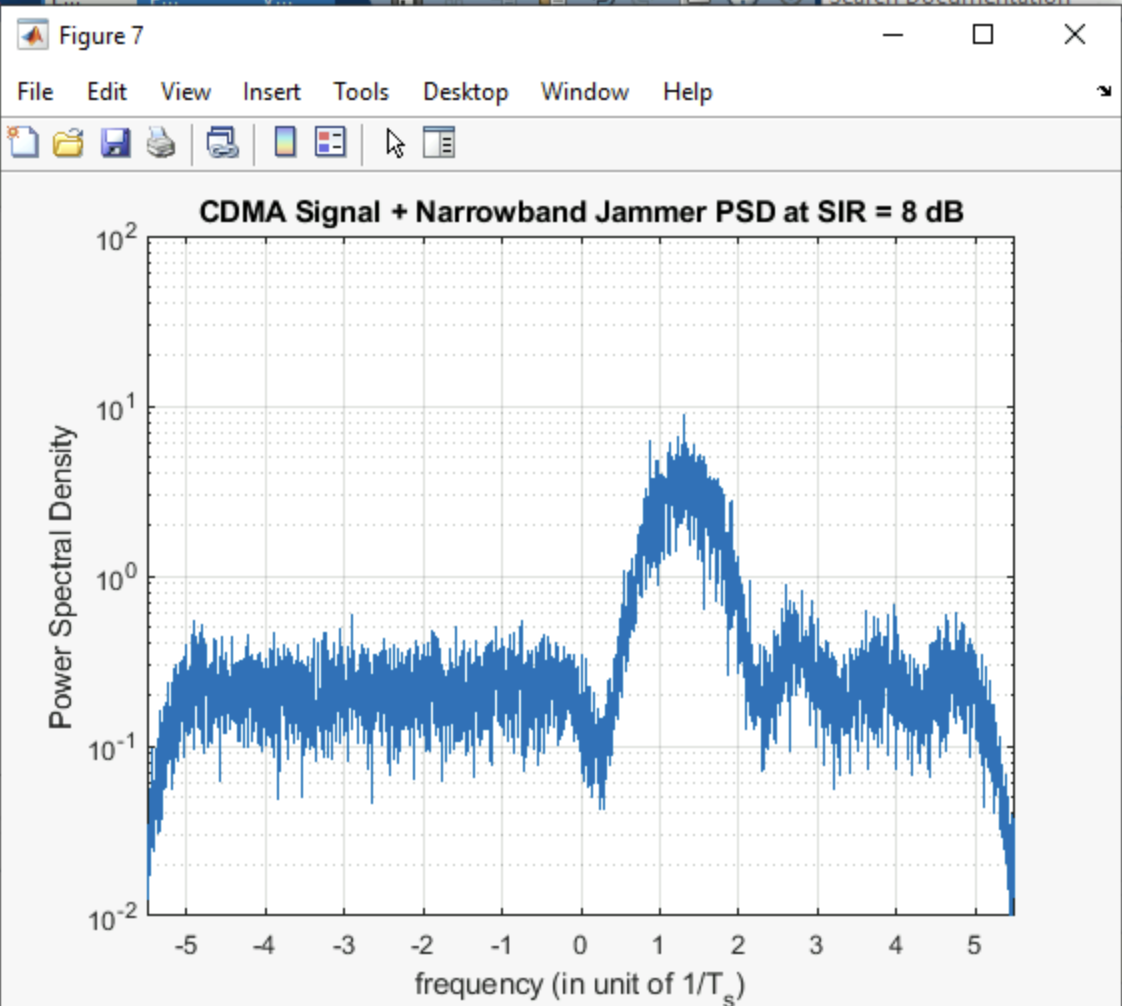 Figure 7
File Edit View Insert Tools Desktop Window Help
CDMA Signal + Narrowband Jammer PSD at SIR = 8 dB
10^2
10^1
10^0
10^-1
10^-2
Power Spectral Density
-5 -4 -3 -2 -1 0 1 2 3 4 5
frequency (in unit of 1/T_s)